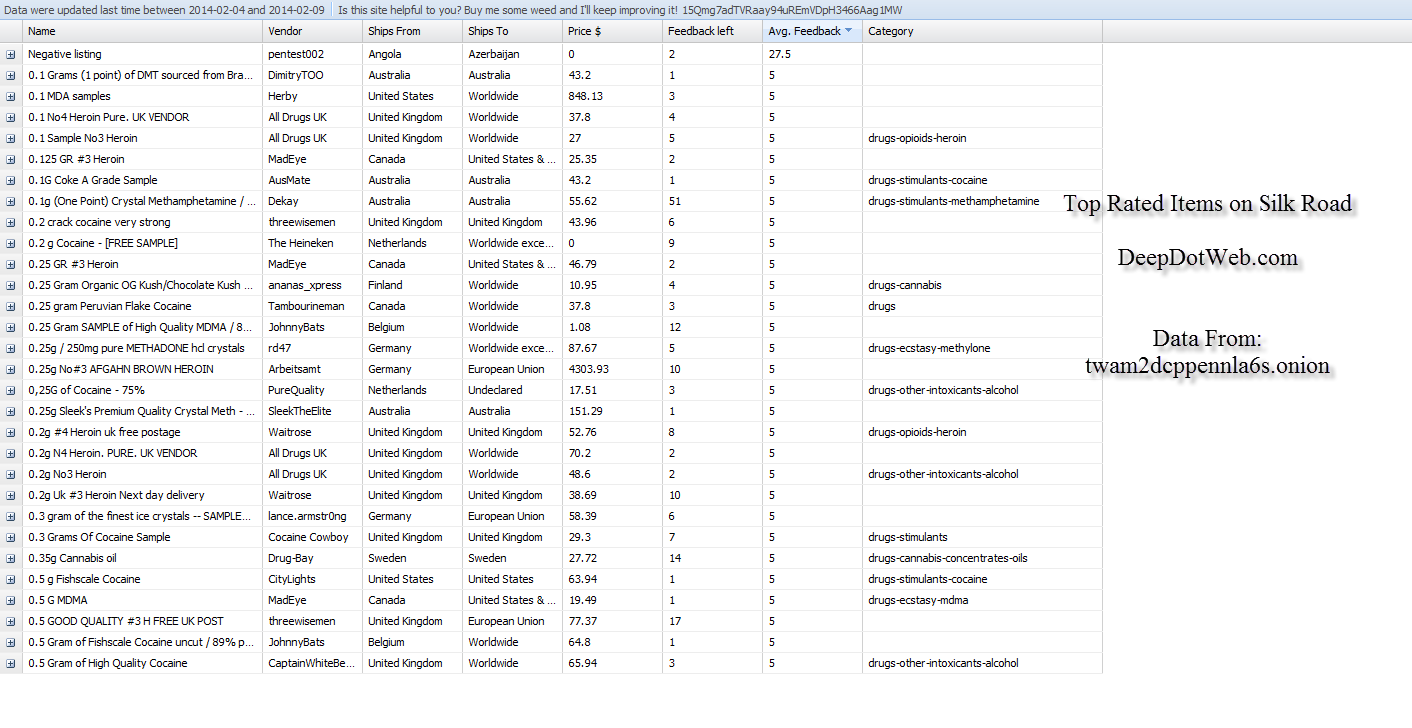 Data were updated last time between 2014-02-04 and 2014-02-09 Is this site helpful to you? Buy me some weed and I'll keep improving it! 15Qmg7adTVRaay94uREmVDpH3466Aag1MW
Name Vendor Ships From Ships To Price $ Feedback left Avg. Feedback Category
Negative listing pentest002 Angola Azerbaijan 0 2 27.5
0.1 Grams (1 point) of DMT sourced from Bra... DimitryTOO Australia Australia 43.2 1 5
0.1 MDA samples Herby United States Worldwide 848.13 3 5
0.1 No4 Heroin Pure. UK VENDOR All Drugs UK United Kingdom Worldwide 37.8 4 5
0.1 Sample No3 Heroin All Drugs UK United Kingdom Worldwide 27 5 5 drugs-opioids-heroin
0.125 GR #3 Heroin MadEye Canada United States & ... 25.35 2 5
0.1G Coke A Grade Sample AusMate Australia Australia 43.2 1 5 drugs-stimulants-cocaine
0.1g (One Point) Crystal Methamphetamine / ... Dekay Australia Australia 55.62 51 5 drugs-stimulants-methamphetamine
0.2 crack cocaine very strong threewisemen United Kingdom United Kingdom 43.96 6 5
0.2 g Cocaine - [FREE SAMPLE] The Heineken Netherlands Worldwide exce... 0 9 5
0.25 GR #3 Heroin MadEye Canada United States & ... 46.79 2 5
0.25 Gram Organic OG Kush/Chocolate Kush ... ananas_xpress Finland Worldwide 10.95 4 5 drugs-cannabis
0.25 gram Peruvian Flake Cocaine Tambourineman Canada Worldwide 37.8 3 5 drugs
0.25 Gram SAMPLE of High Quality MDMA / 8... JohnnyBats Belgium Worldwide 1.08 12 5
0.25g / 250mg pure METHADONE hcl crystals rd47 Germany Worldwide exce... 87.67 5 5 drugs-ecstasy-methylone
0.25g No#3 AFGAHN BROWN HEROIN Arbeitsamt Germany European Union 4303.93 10 5
0,25G of Cocaine - 75% PureQuality Netherlands Undeclared 17.51 3 5 drugs-other-intoxicants-alcohol
0.25g Sleek's Premium Quality Crystal Meth - ... SleekTheElite Australia Australia 151.29 1 5
0.2g #4 Heroin uk free postage Waitrose United Kingdom United Kingdom 52.76 8 5 drugs-opioids-heroin
0.2g N4 Heroin. PURE. UK VENDOR All Drugs UK United Kingdom Worldwide 70.2 2 5
0.2g No3 Heroin All Drugs UK United Kingdom Worldwide 48.6 2 5 drugs-other-intoxicants-alcohol
0.2g Uk #3 Heroin Next day delivery Waitrose United Kingdom United Kingdom 38.69 10 5
0.3 gram of the finest ice crystals -- SAMPLE... lance.armstr0ng Germany European Union 58.39 6 5
0.3 Grams Of Cocaine Sample Cocaine Cowboy United Kingdom United Kingdom 29.3 7 5 drugs-stimulants
0.35g Cannabis oil Drug-Bay Sweden Sweden 27.72 14 5 drugs-cannabis-concentrates-oils
0.5 g Fishscale Cocaine CityLights United States United States 63.94 1 5 drugs-stimulants-cocaine
0.5 G MDMA MadEye Canada United States & ... 19.49 1 5 drugs-ecstasy-mdma
0.5 GOOD QUALITY #3 H FREE UK POST threewisemen United Kingdom European Union 77.37 17 5
0.5 Gram of Fishscale Cocaine uncut / 89% p... JohnnyBats Belgium Worldwide 64.8 1 5
0.5 Gram of High Quality Cocaine CaptainWhiteBe... United Kingdom Worldwide 65.94 3 5 drugs-other-intoxicants-alcohol
Top Rated Items on Silk Road
DeepDotWeb.com
Data From:
twam2dcppennla6s.onion